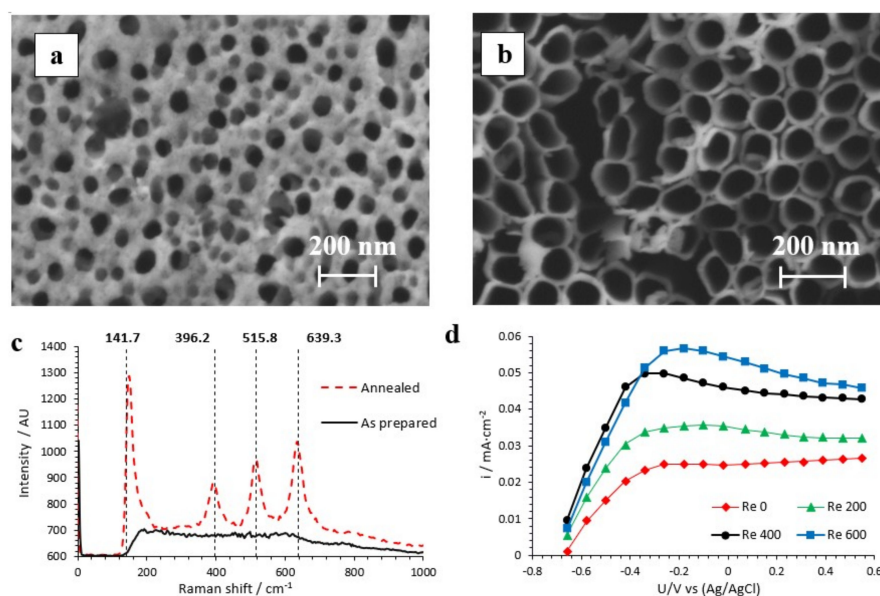 a
200 nm
b
200 nm
c
141.7 396.2 515.8 639.3
1400
1300
1200
1100
1000
900
800
700
600
Intensity / AU
Annealed
As prepared
0 200 400 600 800 1000
Raman shift / cm-1
d
0.06
0.05
0.04
0.03
0.02
0.01
0
i / mA·cm-2
Re 0 Re 200
Re 400 Re 600
-0.8 -0.6 -0.4 -0.2 0 0.2 0.4 0.6
U/V vs (Ag/AgCl)